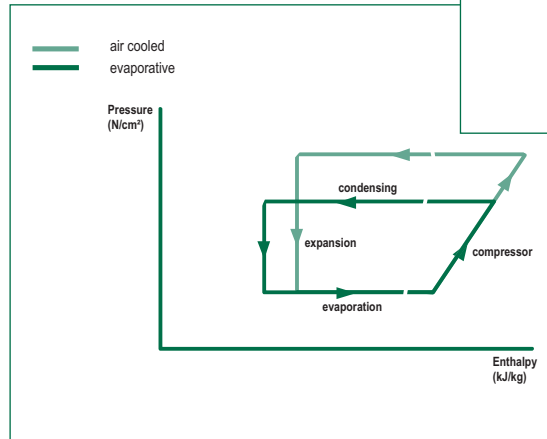 air cooled
evaporative
Pressure
(N/cm²)
condensing
expansion
compressor
evaporation
Enthalpy
(kJ/kg)